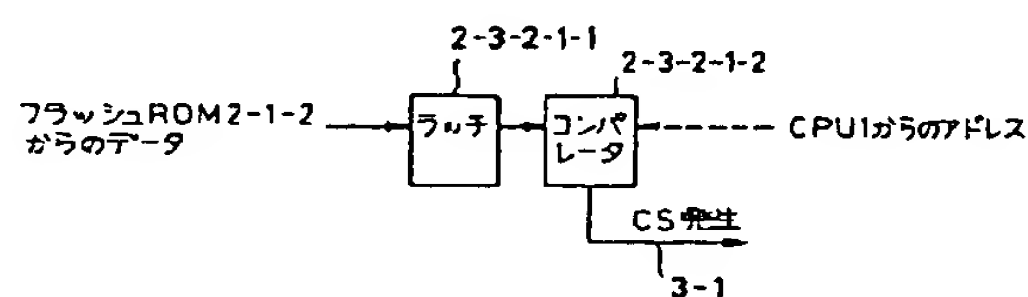 2-3-2-1-1
2-3-2-1-2
フラッシュROM2-1-2
からのデータ
ラッチ
コンパ
レータ
CPU1からのアドレス
CS発生
3-1